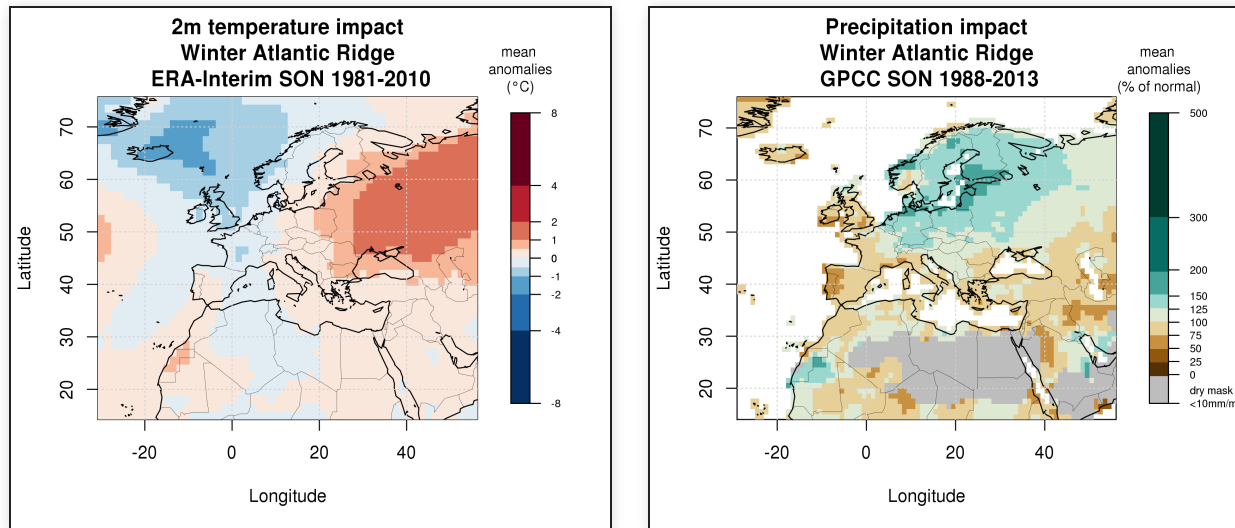 2m temperature impact
Winter Atlantic Ridge
ERA-Interim SON 1981-2010
mean
anomalies
(°C)
8
4
2
1
0
-1
-2
-4
-8
70
60
50
40
30
20
Latitude
-20
0
20
40
Longitude
Precipitation impact
Winter Atlantic Ridge
GPCC SON 1988-2013
mean
anomalies
(% of normal)
500
300
200
150
125
100
75
50
25
0
dry mask
<10mm/m
70
60
50
40
30
20
Latitude
-20
0
20
40
Longitude